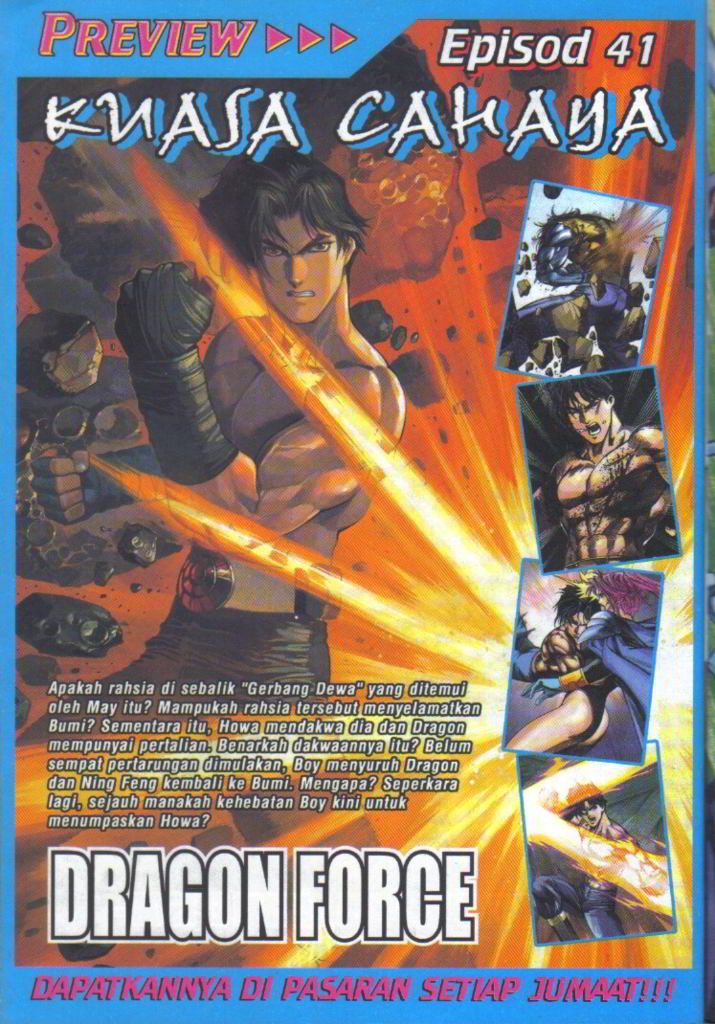 PREVIEW
Episod 41
KUASA CAHAYA
Apakah rahsia di sebalik "Gerbang Dewa" yang ditemui
oleh May itu? Mampukah rahsia tersebut menyelamatkan
Bumi? Sementara itu, Howa mendakwa dia dan Dragon
mempunyai pertalian. Benarkah dakwaannya itu? Belum
sempat pertarungan dimulakan, Boy menyuruh Dragon
dan Ning Feng kembali ke Bumi. Mengapa? Seperkara
lagi, sejauh manakah kehebatan Boy kini untuk
menumpaskan Howa?
DRAGON FORCE
DAPATKANNYA DI PASARAN SETIAP JUMAAT!!!